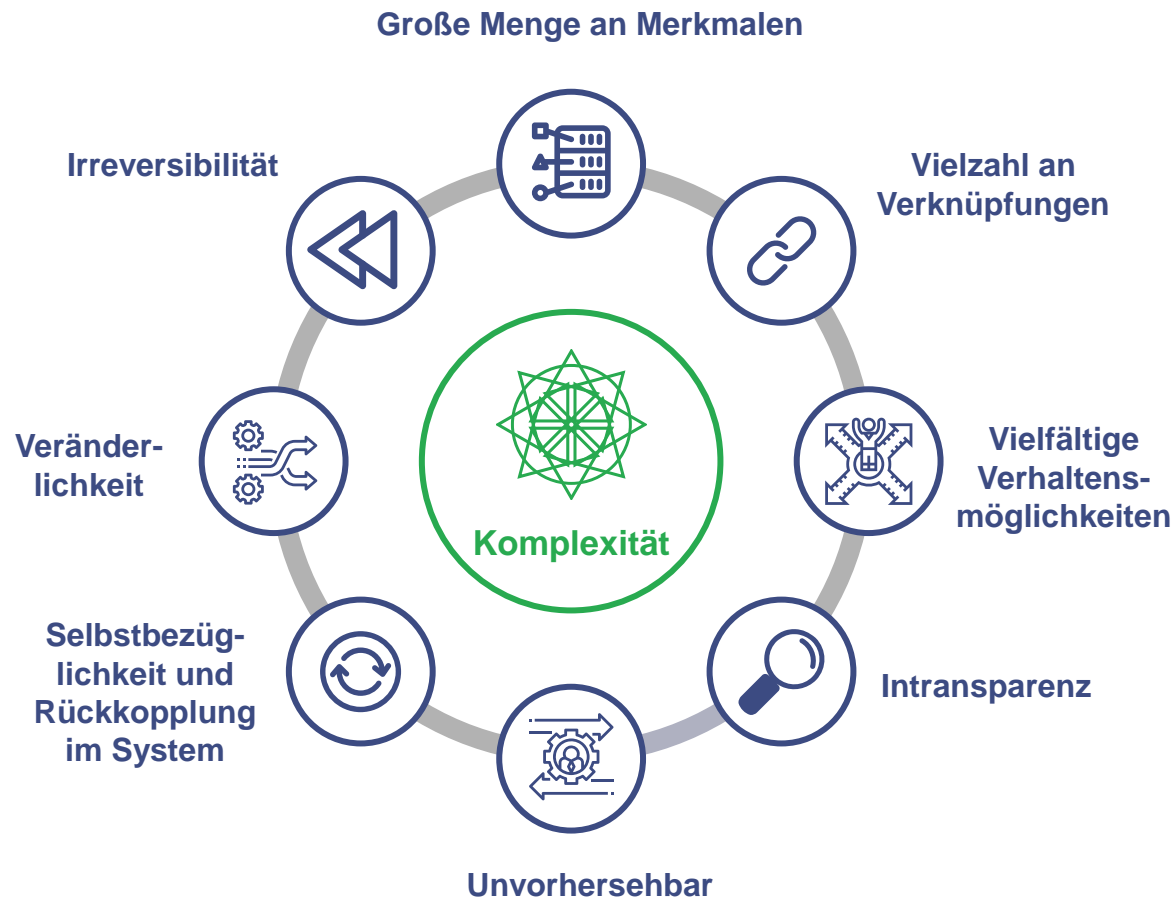 Große Menge an Merkmalen
Vielzahl an
Verknüpfungen
Vielfältige
Verhaltens-
möglichkeiten
Intransparenz
Unvorhersehbar
Selbstbezüg-
lichkeit und
Rückkopplung
im System
Veränder-
lichkeit
Irreversibilität
Komplexität